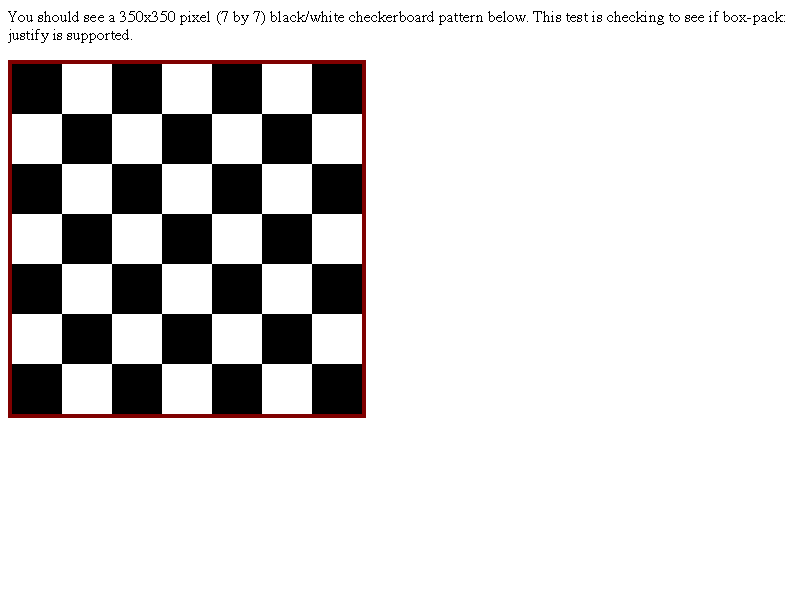 You should see a 350x350 pixel (7 by 7) black/white checkerboard pattern below. This test is checking to see if box-pack:
justify is supported.